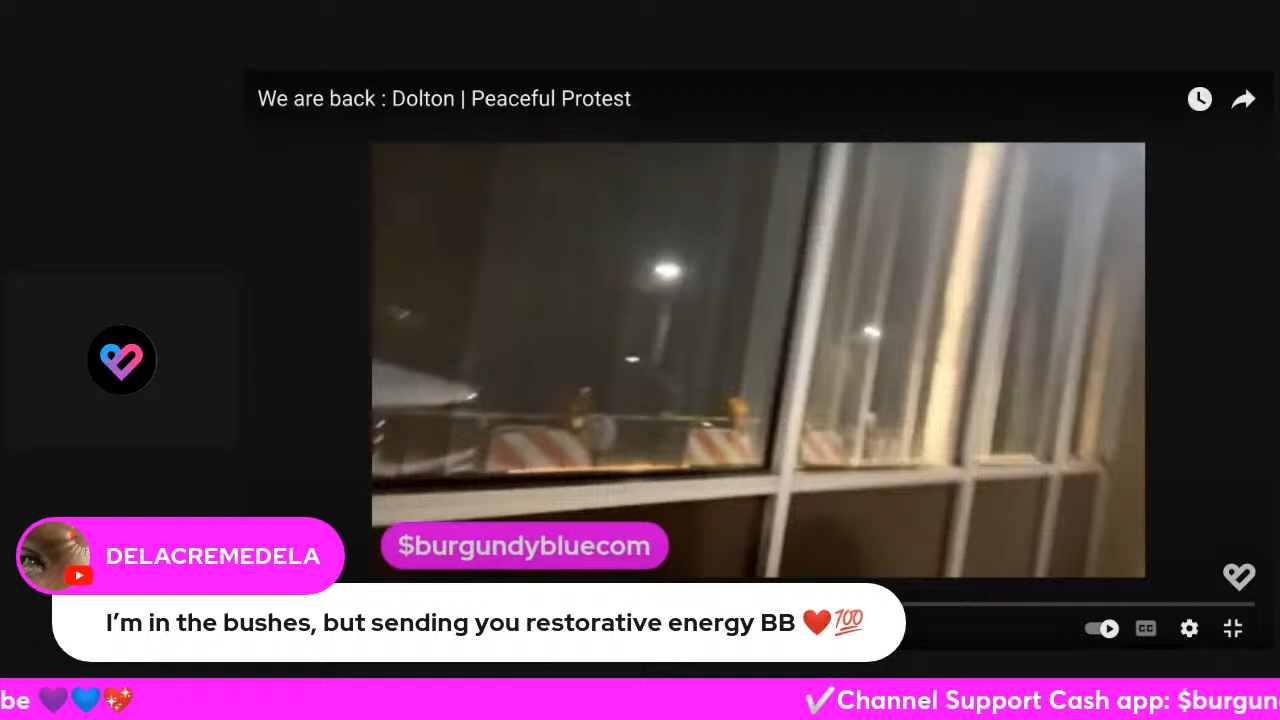 We are back : Dolton | Peaceful Protest
$burgundybluecom
DELACREMEDELA
I’m in the bushes, but sending you restorative energy BB ❤️💯
CC
be 💜💙💖
✔️Channel Support Cash app: $burgun